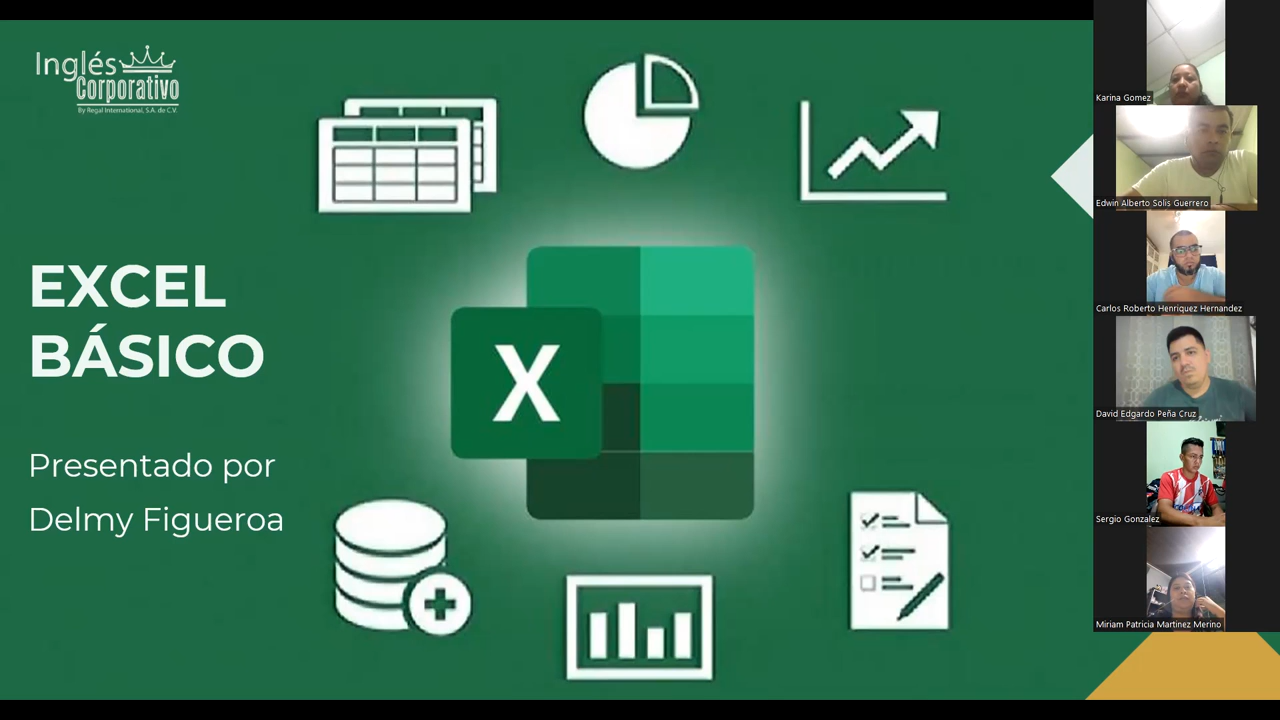 Inglés
Corporativo
By Regal International, S.A. de C.V.
EXCEL
BÁSICO
Presentado por
Delmy Figueroa
X
Karina Gomez
Edwin Alberto Solis Guerrero
Carlos Roberto Henriquez Hernandez
David Edgardo Peña Cruz
Sergio Gonzalez
Miriam Patricia Martinez Merino